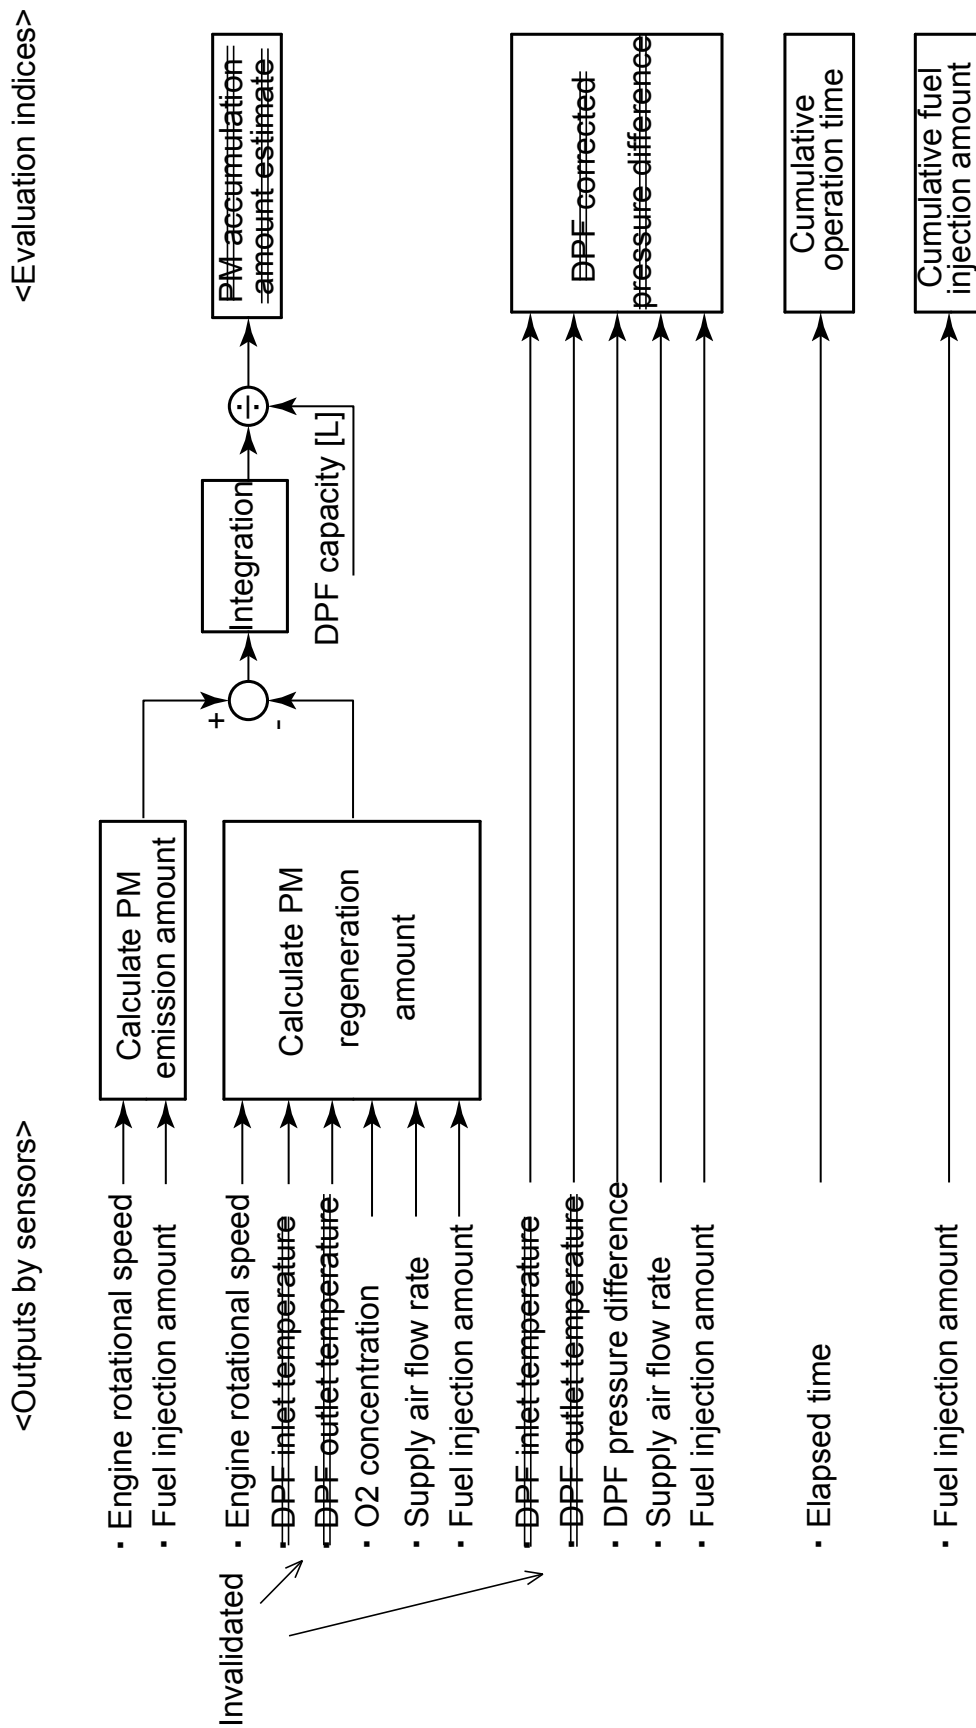 <Outputs by sensors>
<Evaluation indices>
· Engine rotational speed
· Fuel injection amount
Calculate PM
emission amount
+
-
Integration
÷
DPF capacity [L]
PM accumulation
amount estimate
Invalidated
· Engine rotational speed
· DPF inlet temperature
· DPF outlet temperature
· O2 concentration
· Supply air flow rate
· Fuel injection amount
Calculate PM
regeneration
amount
· DPF inlet temperature
· DPF outlet temperature
· DPF pressure difference
· Supply air flow rate
· Fuel injection amount
DPF corrected
pressure difference
· Elapsed time
Cumulative
operation time
· Fuel injection amount
Cumulative fuel
injection amount